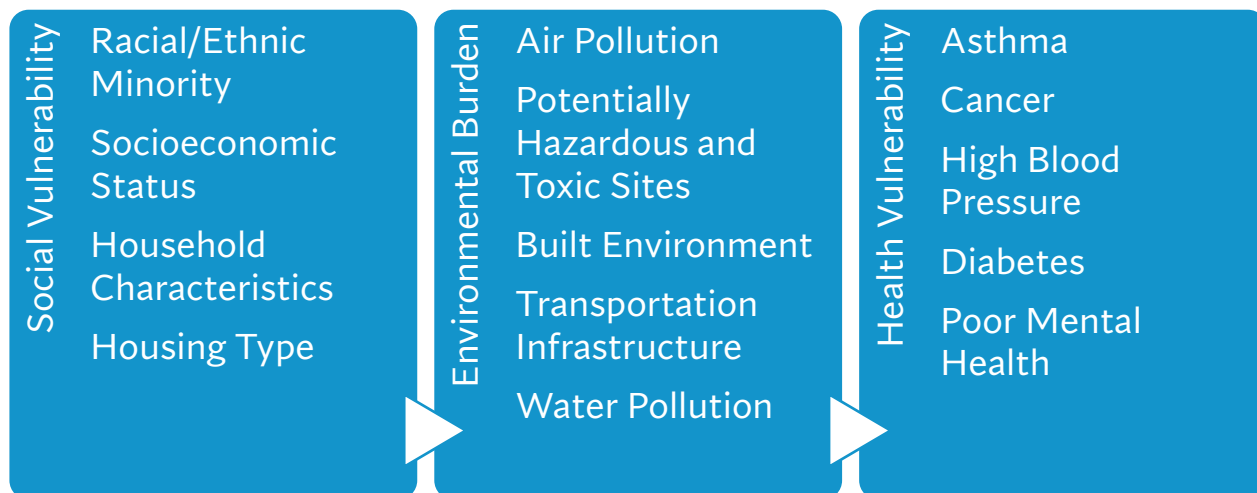 Social Vulnerability
Racial/Ethnic
Minority
Socioeconomic
Status
Household
Characteristics
Housing Type
Environmental Burden
Air Pollution
Potentially
Hazardous and
Toxic Sites
Built Environment
Transportation
Infrastructure
Water Pollution
Health Vulnerability
Asthma
Cancer
High Blood
Pressure
Diabetes
Poor Mental
Health